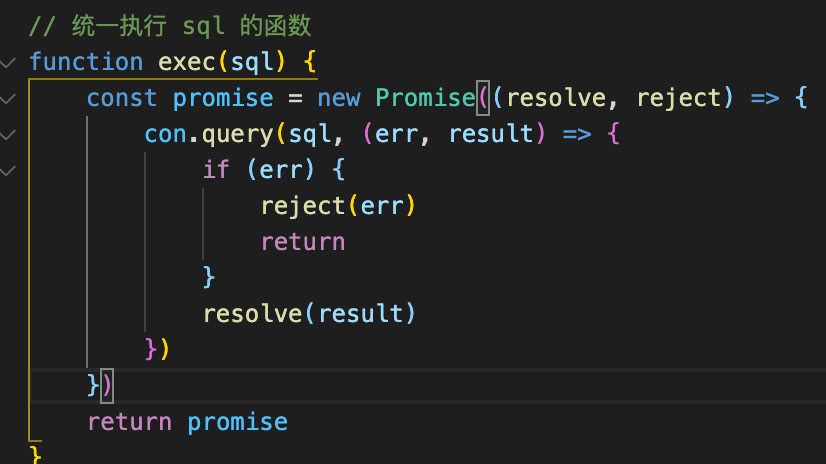 // 统一执行 sql 的函数
function exec(sql) {
    const promise = new Promise((resolve, reject) => {
        con.query(sql, (err, result) => {
            if (err) {
                reject(err)
                return
            }
            resolve(result)
        })
    })
    return promise
}